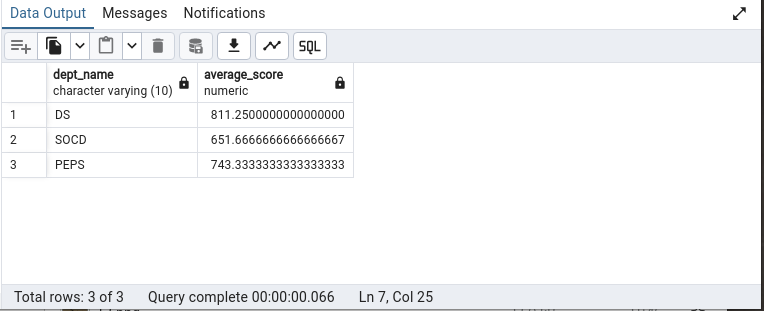 Data Output Messages Notifications
SQL
dept_name average_score
character varying (10) numeric
1 DS 811.2500000000000000
2 SOCD 651.6666666666666667
3 PEPS 743.3333333333333333
Total rows: 3 of 3 Query complete 00:00:00.066 Ln 7, Col 25